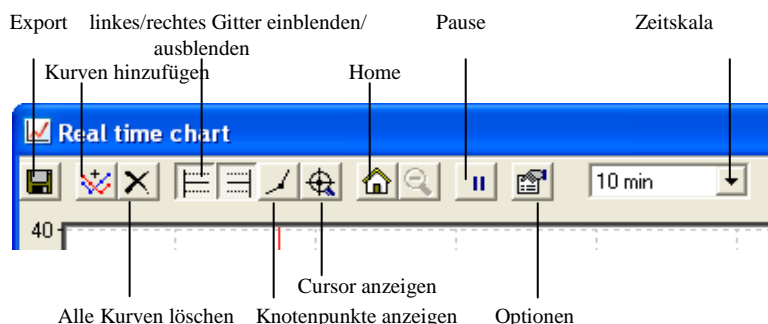 Export linkes/rechtes Gitter einblenden/ Pause Zeitskala
ausblenden
Kurven hinzufügen Home
Real time chart
10 min
40
Cursor anzeigen
Alle Kurven löschen Knotenpunkte anzeigen Optionen